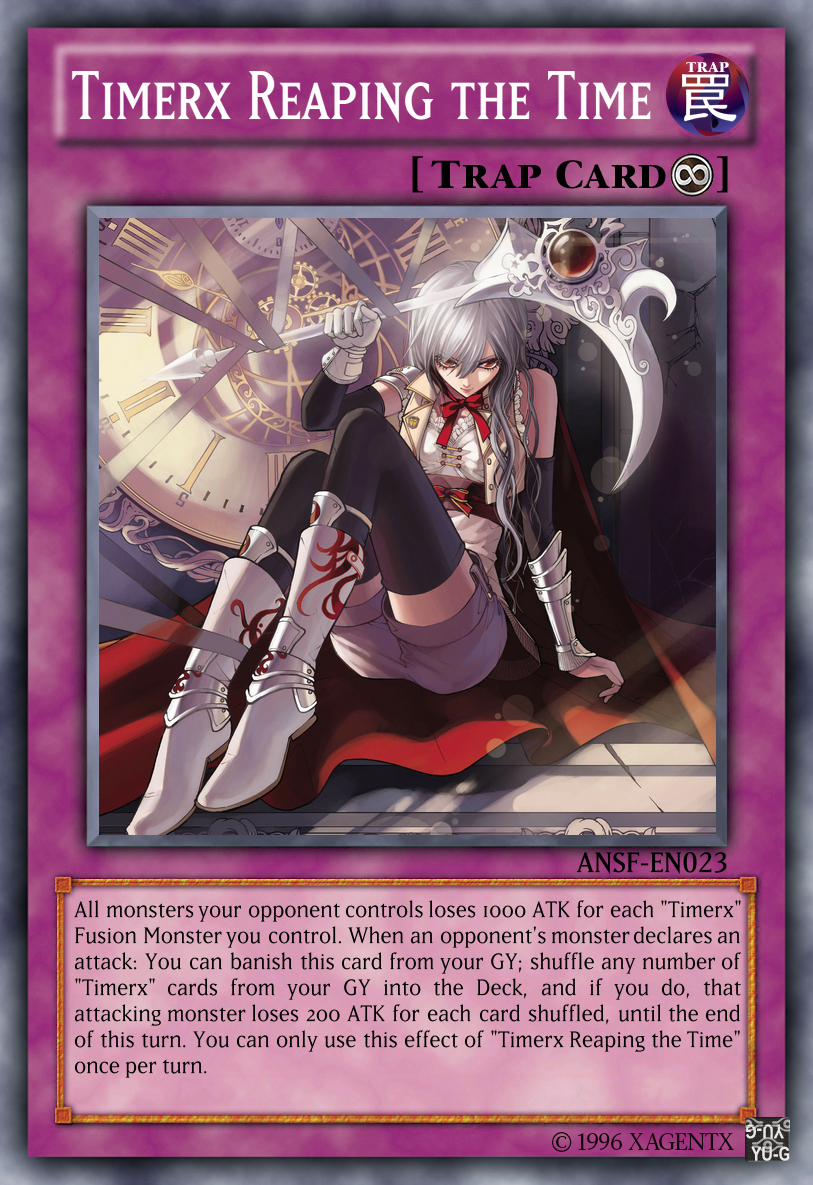 Timerx Reaping the Time
TRAP
罠
[Trap Card∞]
ANSF-EN023
All monsters your opponent controls loses 1000 ATK for each "Timerx"
Fusion Monster you control. When an opponent's monster declares an
attack: You can banish this card from your GY; shuffle any number of
"Timerx" cards from your GY into the Deck, and if you do, that
attacking monster loses 200 ATK for each card shuffled, until the end
of this turn. You can only use this effect of "Timerx Reaping the Time"
once per turn.
© 1996 XAGENTX
YU-G
YU-G